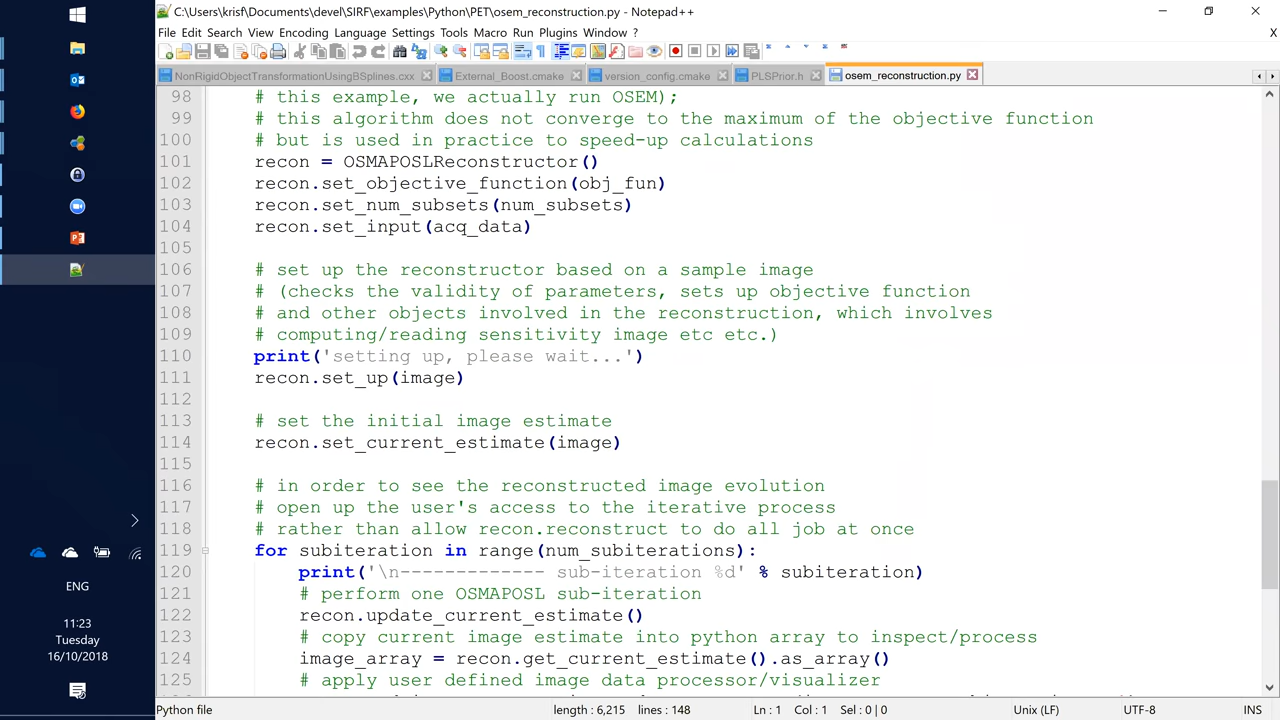 C:\Users\krisf\Documents\devel\SIRF\examples\Python\PET\osem_reconstruction.py - Notepad++
File Edit Search View Encoding Language Settings Tools Macro Run Plugins Window ? X
NonRigidObjectTransformationUsingBSplines.cxx External_Boost.cmake version_config.cmake PLSPrior.h osem_reconstruction.py
98 # this example, we actually run OSEM);
99 # this algorithm does not converge to the maximum of the objective function
100 # but is used in practice to speed-up calculations
101 recon = OSMAPOSLReconstructor()
102 recon.set_objective_function(obj_fun)
103 recon.set_num_subsets(num_subsets)
104 recon.set_input(acq_data)
105
106 # set up the reconstructor based on a sample image
107 # (checks the validity of parameters, sets up objective function
108 # and other objects involved in the reconstruction, which involves
109 # computing/reading sensitivity image etc etc.)
110 print('setting up, please wait...')
111 recon.set_up(image)
112
113 # set the initial image estimate
114 recon.set_current_estimate(image)
115
116 # in order to see the reconstructed image evolution
117 # open up the user's access to the iterative process
118 # rather than allow recon.reconstruct to do all job at once
119 for subiteration in range(num_subiterations):
120 print('\n------------- sub-iteration %d' % subiteration)
121 # perform one OSMAPOSL sub-iteration
122 recon.update_current_estimate()
123 # copy current image estimate into python array to inspect/process
124 image_array = recon.get_current_estimate().as_array()
125 # apply user defined image data processor/visualizer
Python file length : 6,215 lines : 148 Ln : 1 Col : 1 Sel : 0 | 0 Unix (LF) UTF-8 INS
ENG
11:23
Tuesday
16/10/2018